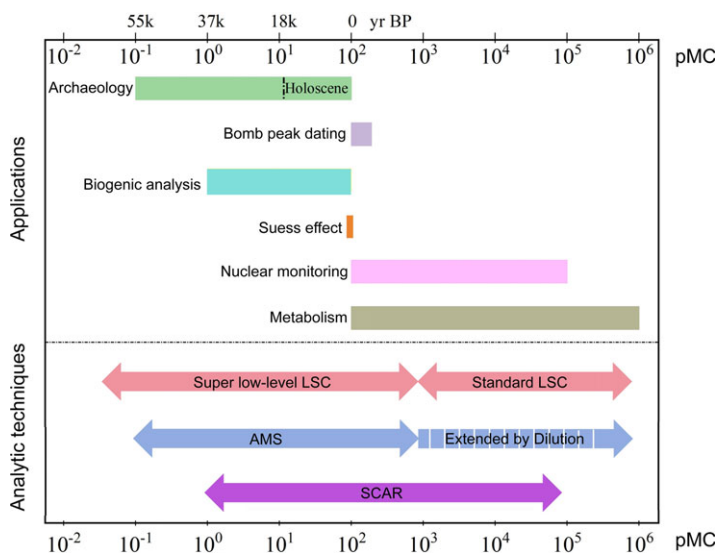 55k 37k 18k 0 yr BP
10⁻² 10⁻¹ 10⁰ 10¹ 10² 10³ 10⁴ 10⁵ 10⁶ pMC
Applications
Archaeology Holoscene
Bomb peak dating
Biogenic analysis
Suess effect
Nuclear monitoring
Metabolism
Analytic techniques
Super low-level LSC Standard LSC
AMS Extended by Dilution
SCAR
10⁻² 10⁻¹ 10⁰ 10¹ 10² 10³ 10⁴ 10⁵ 10⁶ pMC